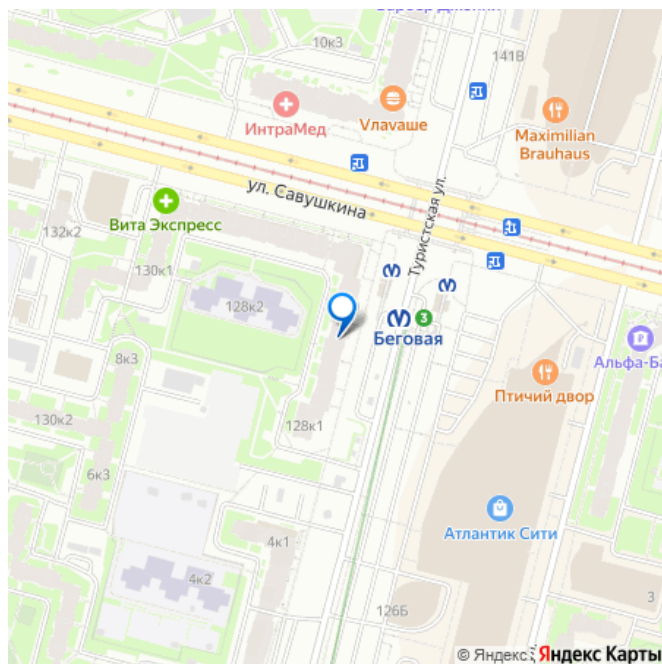 10к3
141В
ИнтраМед
Vлаvаше
Maximilian
Brauhaus
ул. Савушкина
Туристская ул.
Вита Экспресс
132к2
130к1
128к2
Беговая
3
Альфа-Ба
8к3
Птичий двор
130к2
128к1
6к3
Атлантик Сити
4к1
4к2
126Б
3
© Яндекс
Яндекс Карты